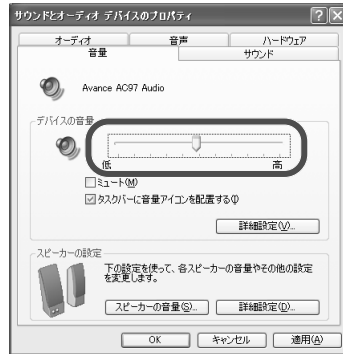 サウンドとオーディオ デバイスのプロパティ
オーディオ 音声 ハードウェア
音量 サウンド
Avance AC97 Audio
デバイスの音量
低 高
ミュート(M)
タスクバーに音量アイコンを配置する(I)
詳細設定(V)...
スピーカーの設定
下の設定を使って、各スピーカーの音量やその他の設定
を変更します。
スピーカーの音量(S)... 詳細設定(D)...
OK キャンセル 適用(A)